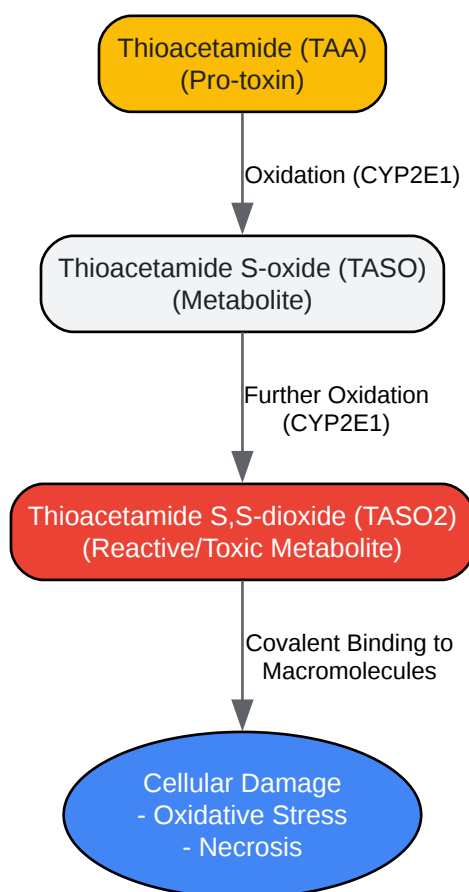 Thioacetamide (TAA)
(Pro-toxin)
Oxidation (CYP2E1)
Thioacetamide S-oxide (TASO)
(Metabolite)
Further Oxidation
(CYP2E1)
Thioacetamide S,S-dioxide (TASO2)
(Reactive/Toxic Metabolite)
Covalent Binding to
Macromolecules
Cellular Damage
- Oxidative Stress
- Necrosis